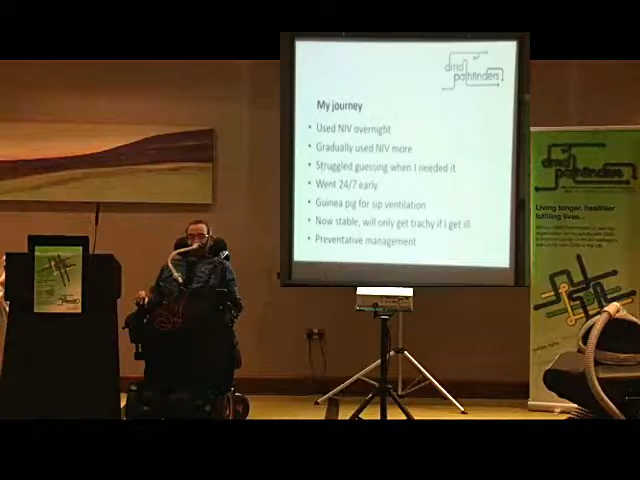 dmd
pathfinders
My journey
• Used NIV overnight
• Gradually used NIV more
• Struggled guessing when I needed it
• Went 24/7 early
• Guinea pig for sip ventilation
• Now stable, will only get trachy if I get ill
• Preventative management
dmd
pathfinders
Living longer, healthier
fulfilling lives...